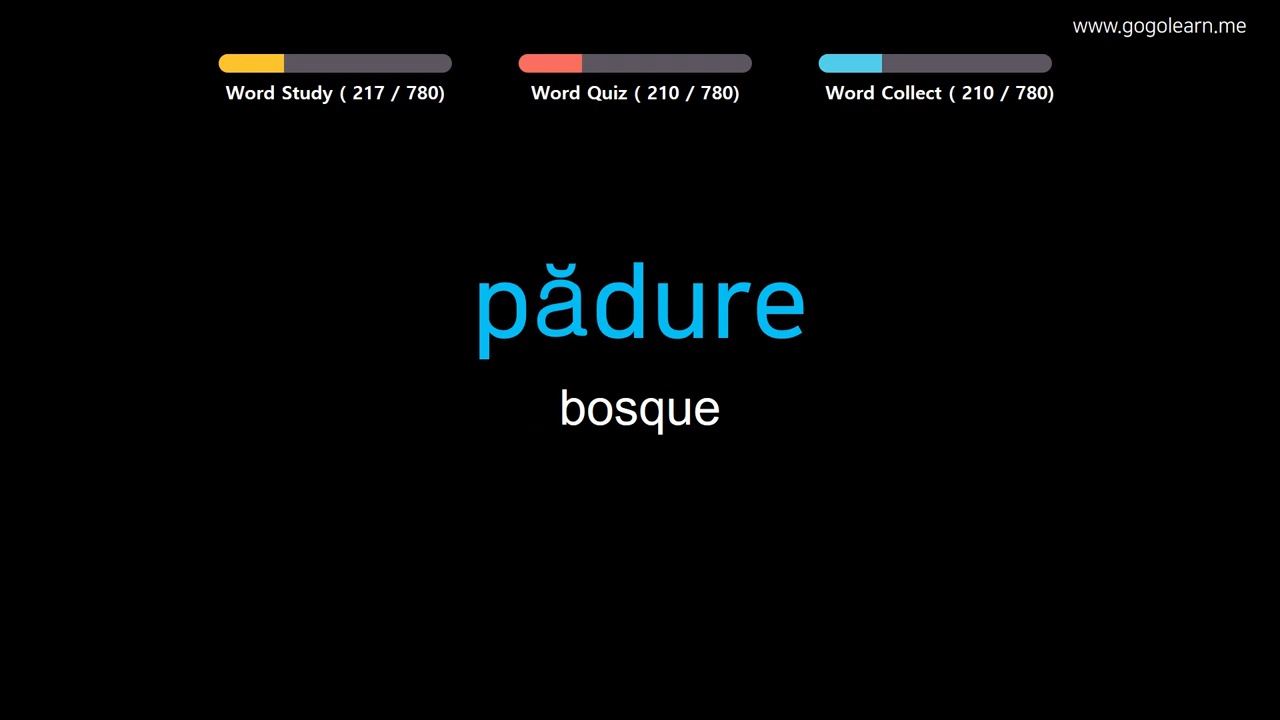 www.gogolearn.me
Word Study ( 217 / 780)
Word Quiz ( 210 / 780)
Word Collect ( 210 / 780)
pădure
bosque